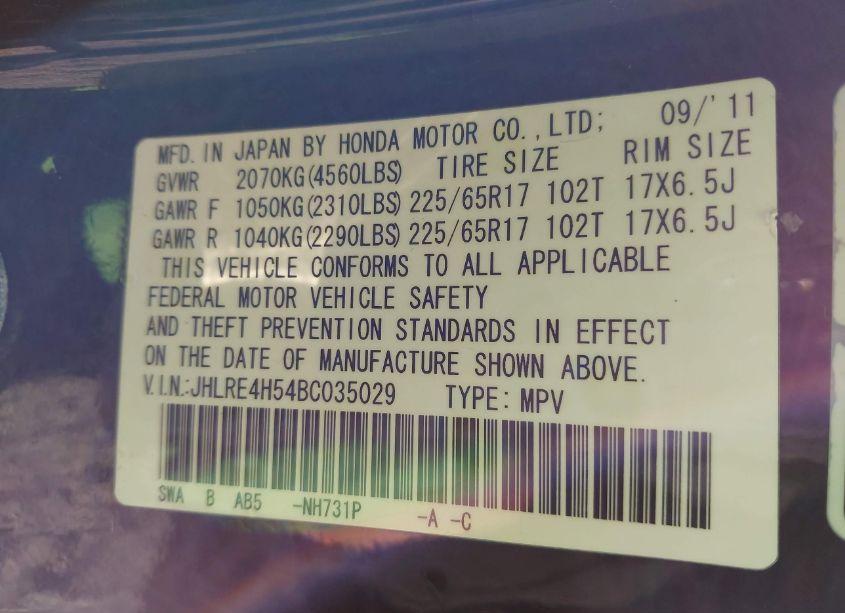 MFD. IN JAPAN BY HONDA MOTOR CO.,LTD; 09/'11
GVWR 2070KG(4560LBS) TIRE SIZE RIM SIZE
GAWR F 1050KG(2310LBS) 225/65R17 102T 17X6.5J
GAWR R 1040KG(2290LBS) 225/65R17 102T 17X6.5J
THIS VEHICLE CONFORMS TO ALL APPLICABLE
FEDERAL MOTOR VEHICLE SAFETY
AND THEFT PREVENTION STANDARDS IN EFFECT
ON THE DATE OF MANUFACTURE SHOWN ABOVE.
V.I.N.:JHLRE4H54BC035029 TYPE: MPV
SWA B AB5 -NH731P -A -C